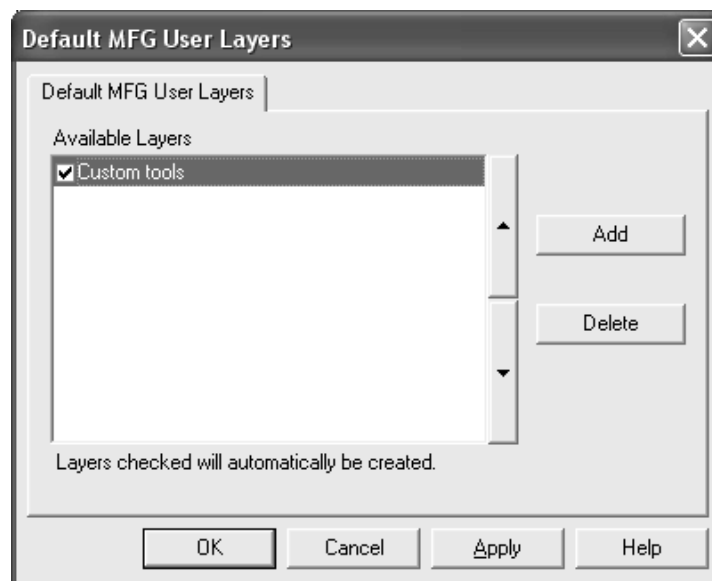 Default MFG User Layers
Default MFG User Layers
Available Layers
Custom tools
Add
Delete
Layers checked will automatically be created.
OK Cancel Apply Help